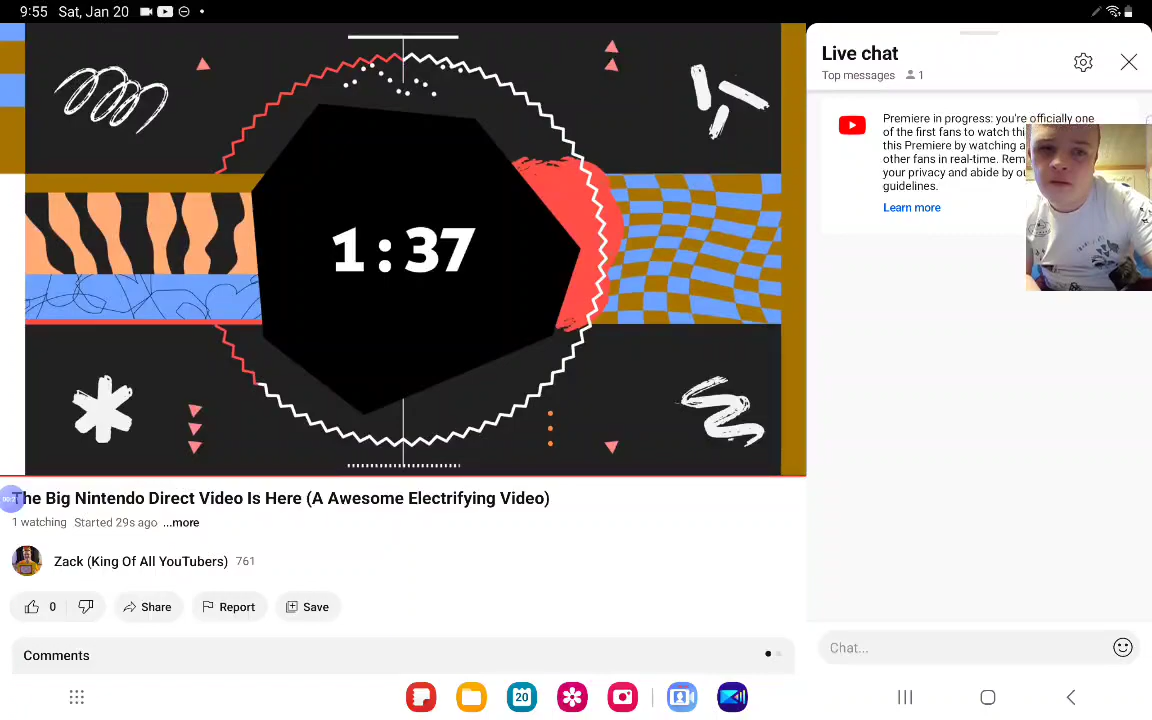 9:55 Sat, Jan 20
1:37
The Big Nintendo Direct Video Is Here (A Awesome Electrifying Video)
1 watching Started 29s ago ...more
Zack (King Of All YouTubers) 761
0 Share Report Save
Comments
20
Live chat
Top messages 1
Premiere in progress: you're officially one
of the first fans to watch
this Premiere by watching
other fans in real-time.
your privacy and abide by
guidelines.
Learn more
Chat...